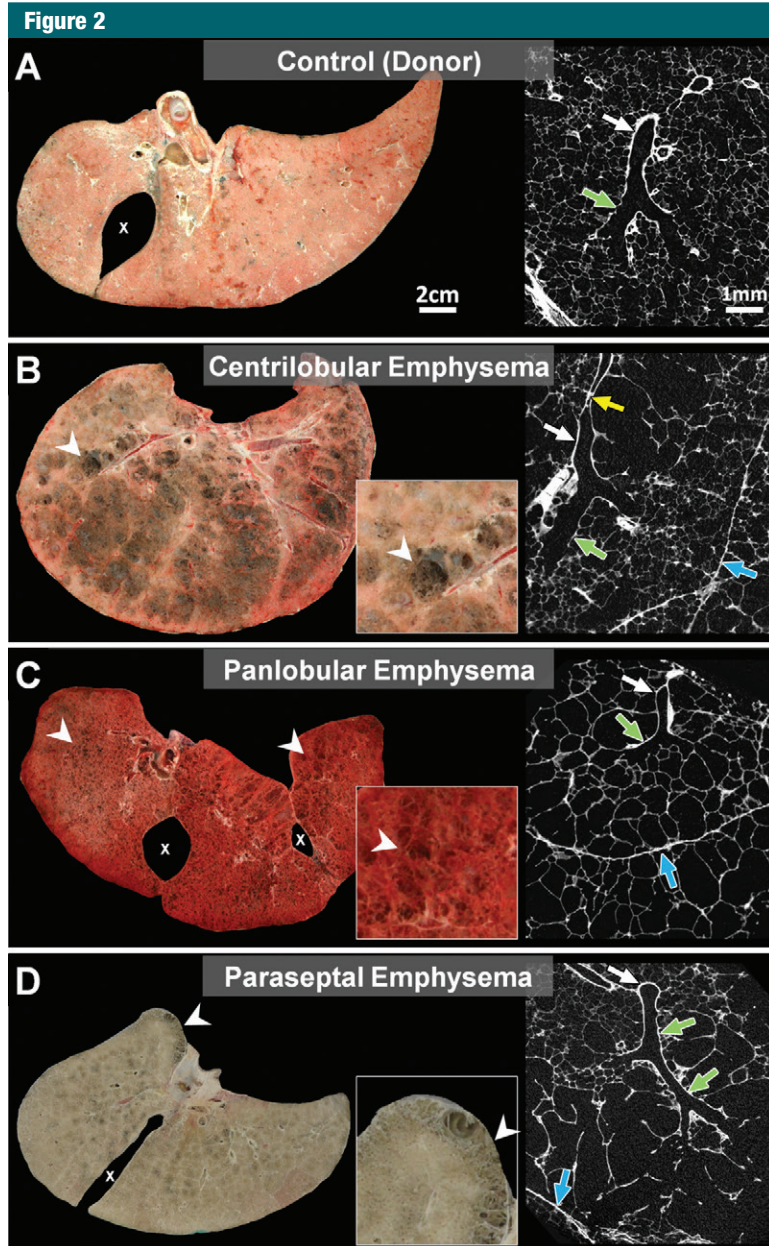 Figure 2
A
Control (Donor)
x
2cm
1mm
B
Centrilobular Emphysema
C
Panlobular Emphysema
x
x
D
Paraseptal Emphysema
x